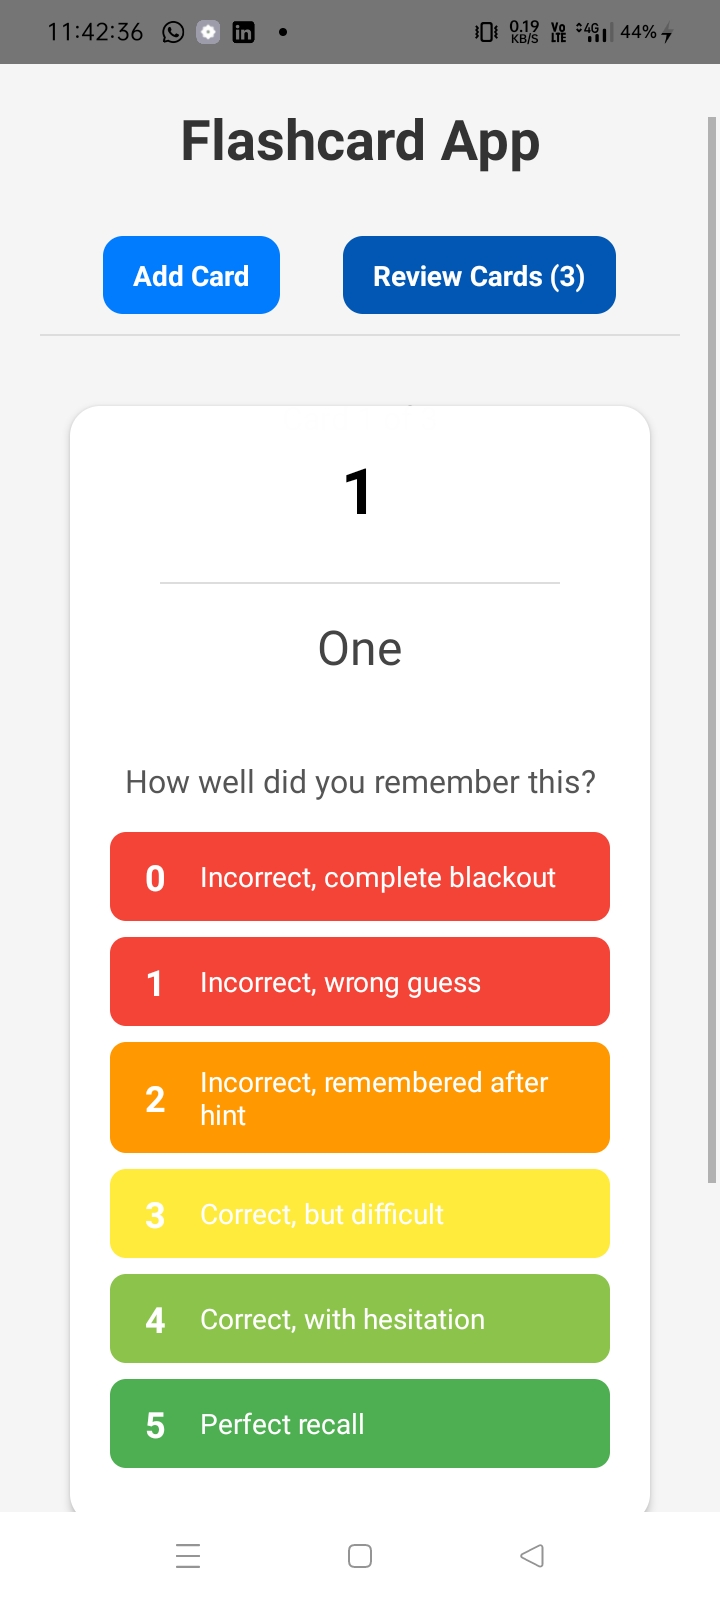 11:42:36 0.19 KB/S Vo LTE 4G 44%
Flashcard App
Add Card Review Cards (3)
1
One
How well did you remember this?
0 Incorrect, complete blackout
1 Incorrect, wrong guess
2 Incorrect, remembered after
hint
3 Correct, but difficult
4 Correct, with hesitation
5 Perfect recall